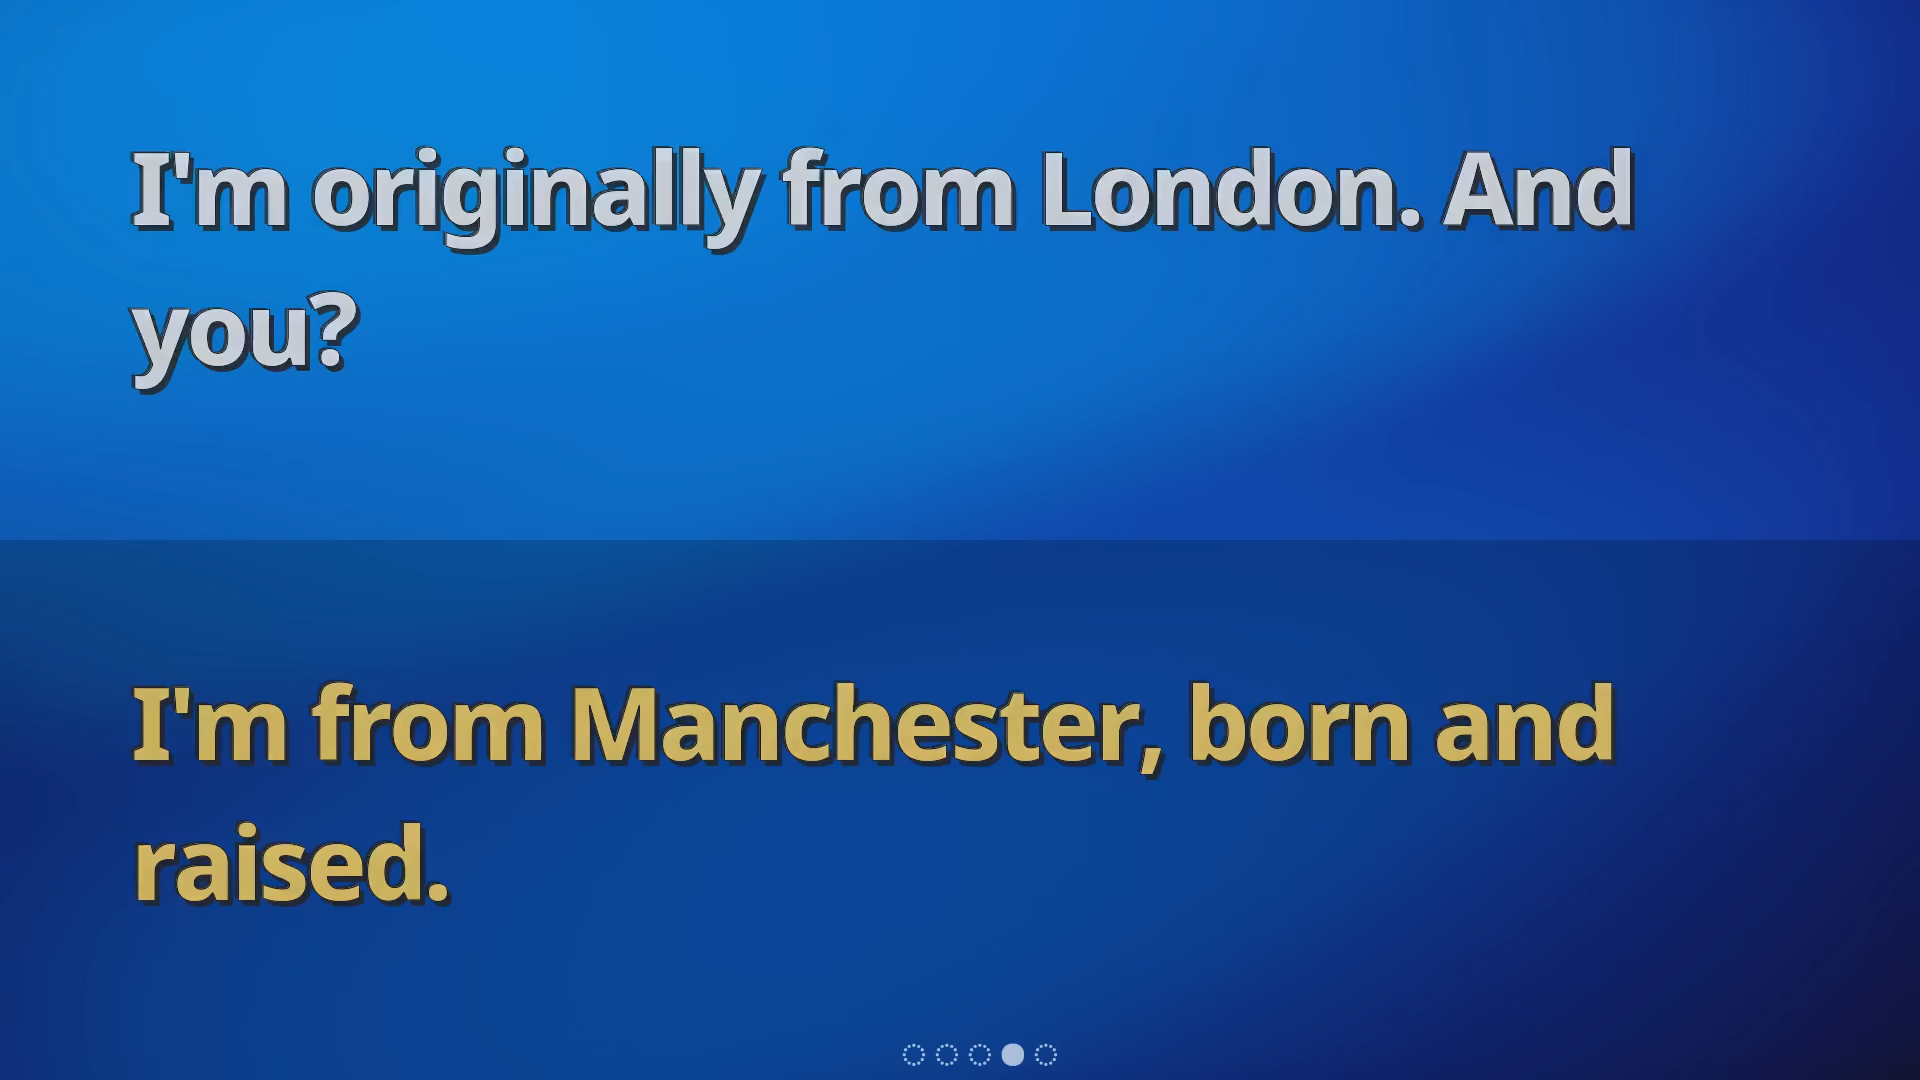 I'm originally from London. And
you?
I'm from Manchester, born and
raised.